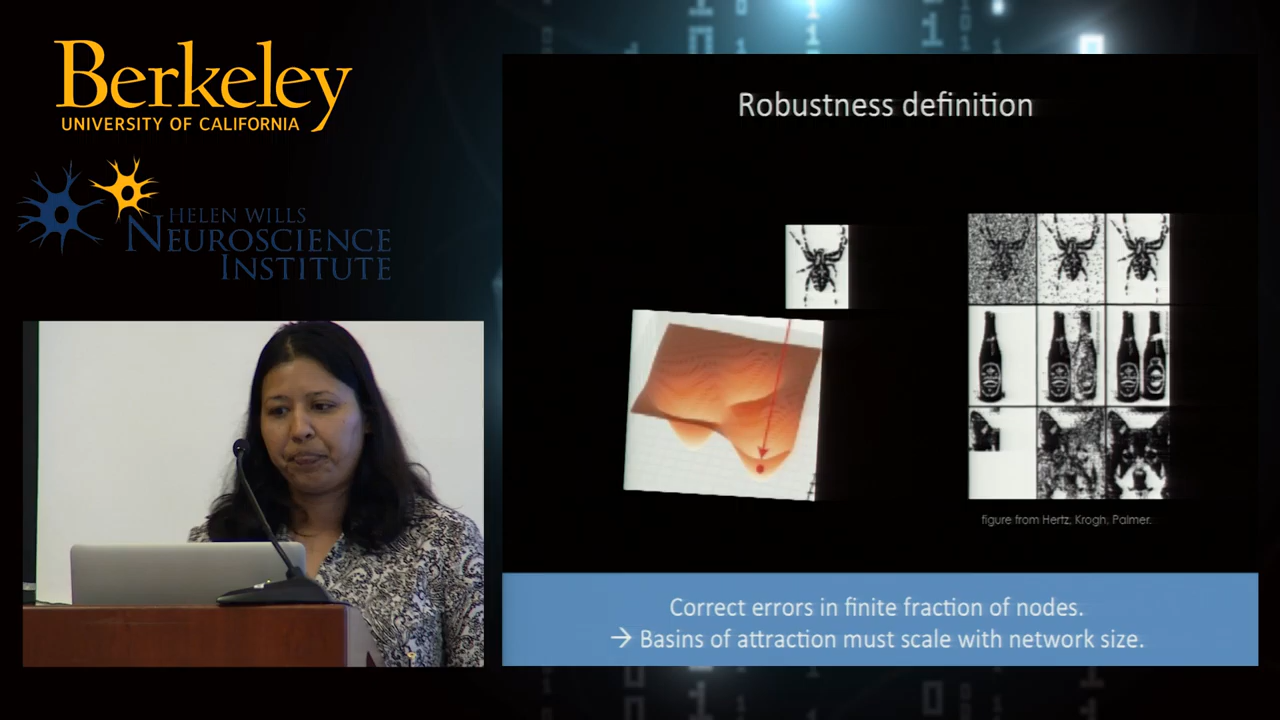 Berkeley
UNIVERSITY OF CALIFORNIA
HELEN WILLS
NEUROSCIENCE
INSTITUTE
Robustness definition
figure from Hertz, Krogh, Palmer.
Correct errors in finite fraction of nodes.
→ Basins of attraction must scale with network size.